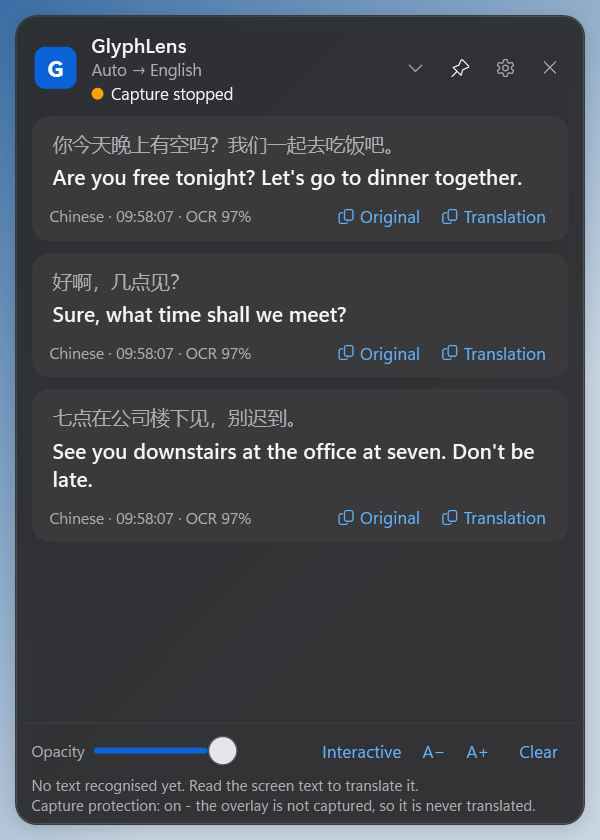 G
GlyphLens
Auto → English
Capture stopped
你今天晚上有空吗？我们一起去吃饭吧。
Are you free tonight? Let's go to dinner together.
Chinese · 09:58:07 · OCR 97% Original Translation
好啊，几点见？
Sure, what time shall we meet?
Chinese · 09:58:07 · OCR 97% Original Translation
七点在公司楼下见，别迟到。
See you downstairs at the office at seven. Don't be
late.
Chinese · 09:58:07 · OCR 97% Original Translation
Opacity Interactive A− A+ Clear
No text recognised yet. Read the screen text to translate it.
Capture protection: on - the overlay is not captured, so it is never translated.